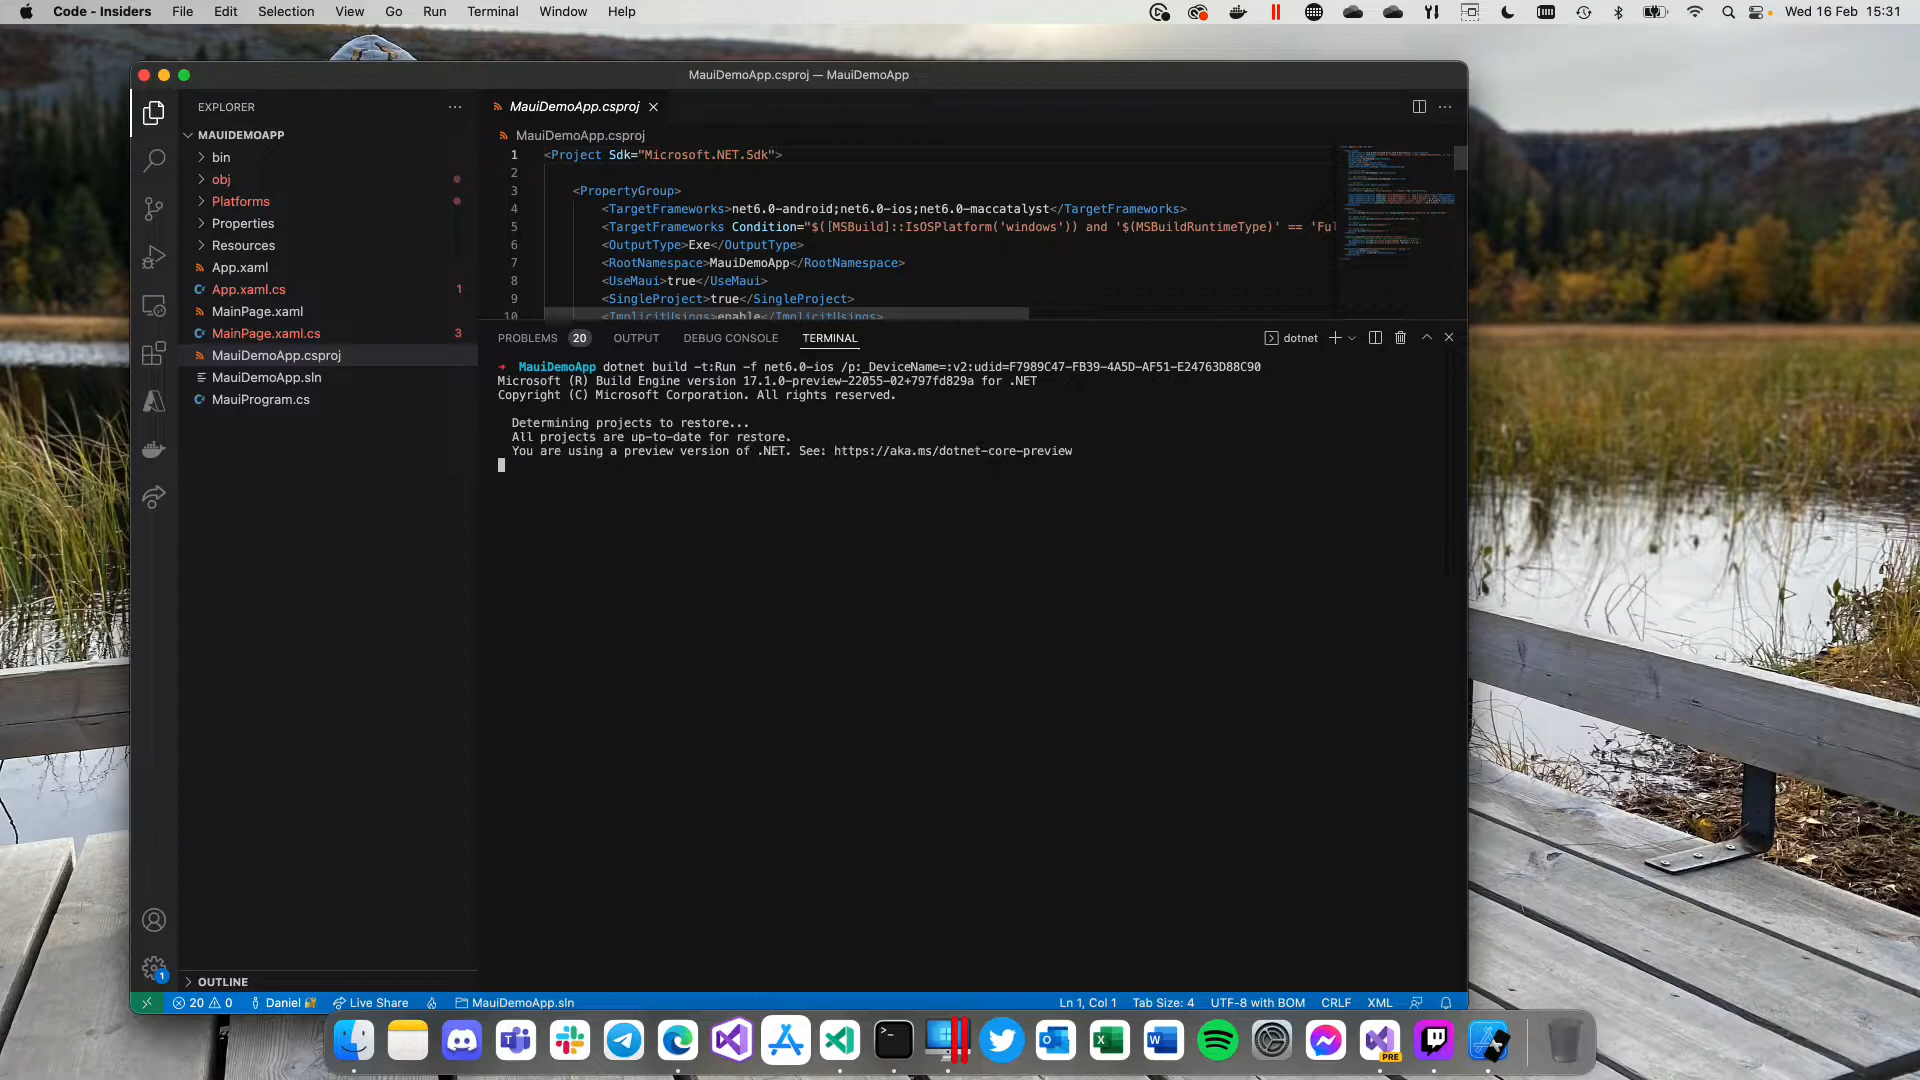 Code - Insiders File Edit Selection View Go Run Terminal Window Help Wed 16 Feb 15:31
MauiDemoApp.csproj — MauiDemoApp
EXPLORER
MAUIDEMOAPP
bin
obj
Platforms
Properties
Resources
App.xaml
App.xaml.cs 1
MainPage.xaml
MainPage.xaml.cs 3
MauiDemoApp.csproj
MauiDemoApp.sln
MauiProgram.cs
OUTLINE
MauiDemoApp.csproj
MauiDemoApp.csproj
1 <Project Sdk="Microsoft.NET.Sdk">
2
3 <PropertyGroup>
4 <TargetFrameworks>net6.0-android;net6.0-ios;net6.0-maccatalyst</TargetFrameworks>
5 <TargetFrameworks Condition="$([MSBuild]::IsOSPlatform('windows')) and '$(MSBuildRuntimeType)' == 'Ful
6 <OutputType>Exe</OutputType>
7 <RootNamespace>MauiDemoApp</RootNamespace>
8 <UseMaui>true</UseMaui>
9 <SingleProject>true</SingleProject>
10 <ImplicitUsings>enable</ImplicitUsings>
PROBLEMS 20 OUTPUT DEBUG CONSOLE TERMINAL dotnet
→ MauiDemoApp dotnet build -t:Run -f net6.0-ios /p:_DeviceName=:v2:udid=F7989C47-FB39-4A5D-AF51-E24763D88C90
Microsoft (R) Build Engine version 17.1.0-preview-22055-02+797fd829a for .NET
Copyright (C) Microsoft Corporation. All rights reserved.
Determining projects to restore...
All projects are up-to-date for restore.
You are using a preview version of .NET. See: https://aka.ms/dotnet-core-preview
1
20 0 Daniel Live Share MauiDemoApp.sln Ln 1, Col 1 Tab Size: 4 UTF-8 with BOM CRLF XML
PRE